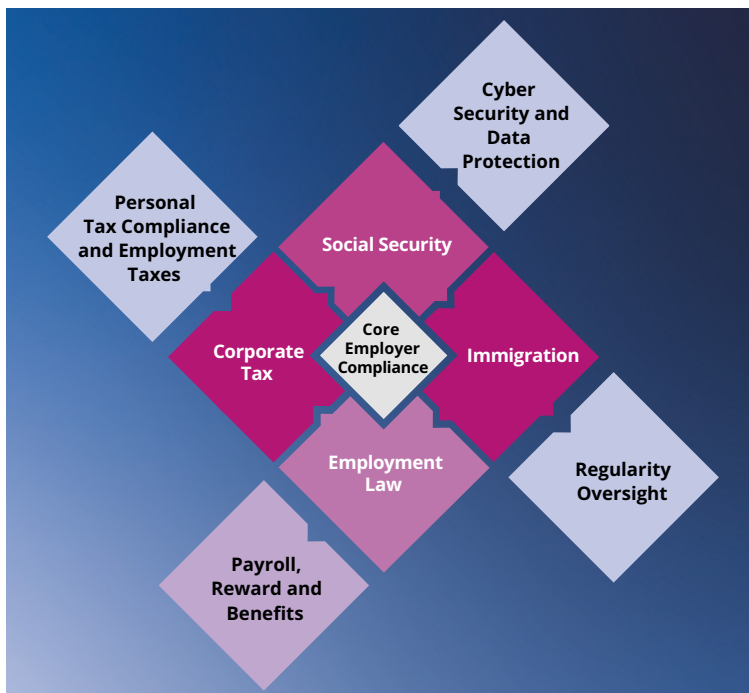 Cyber
Security and
Data
Protection
Personal
Tax Compliance
and Employment
Taxes
Social Security
Core
Employer
Compliance
Corporate
Tax
Immigration
Employment
Law
Regularity
Oversight
Payroll,
Reward and
Benefits